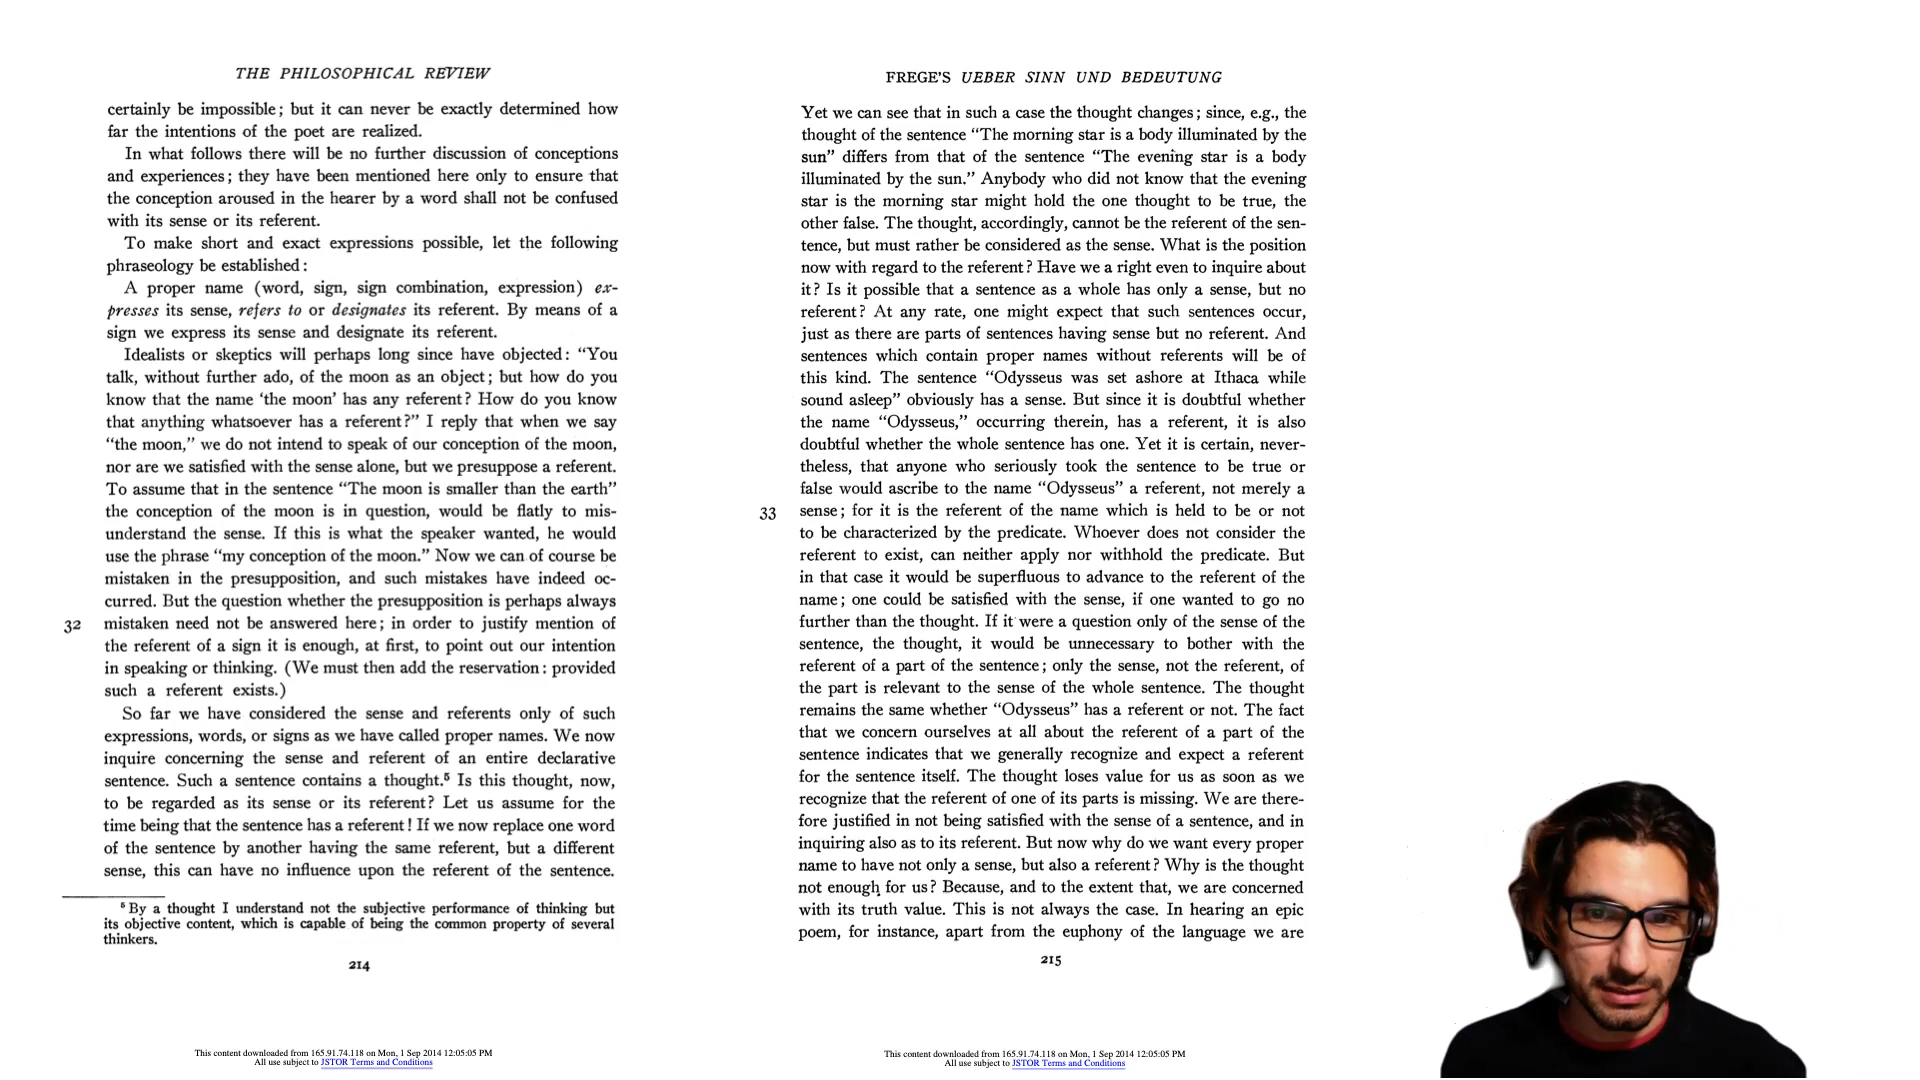 THE PHILOSOPHICAL REVIEW
certainly be impossible; but it can never be exactly determined how
far the intentions of the poet are realized.
In what follows there will be no further discussion of conceptions
and experiences; they have been mentioned here only to ensure that
the conception aroused in the hearer by a word shall not be confused
with its sense or its referent.
To make short and exact expressions possible, let the following
phraseology be established:
A proper name (word, sign, sign combination, expression) ex-
presses its sense, refers to or designates its referent. By means of a
sign we express its sense and designate its referent.
Idealists or skeptics will perhaps long since have objected: “You
talk, without further ado, of the moon as an object; but how do you
know that the name ‘the moon’ has any referent? How do you know
that anything whatsoever has a referent?” I reply that when we say
“the moon,” we do not intend to speak of our conception of the moon,
nor are we satisfied with the sense alone, but we presuppose a referent.
To assume that in the sentence “The moon is smaller than the earth”
the conception of the moon is in question, would be flatly to mis-
understand the sense. If this is what the speaker wanted, he would
use the phrase “my conception of the moon.” Now we can of course be
mistaken in the presupposition, and such mistakes have indeed oc-
curred. But the question whether the presupposition is perhaps always
32 mistaken need not be answered here; in order to justify mention of
the referent of a sign it is enough, at first, to point out our intention
in speaking or thinking. (We must then add the reservation: provided
such a referent exists.)
So far we have considered the sense and referents only of such
expressions, words, or signs as we have called proper names. We now
inquire concerning the sense and referent of an entire declarative
sentence. Such a sentence contains a thought.⁵ Is this thought, now,
to be regarded as its sense or its referent? Let us assume for the
time being that the sentence has a referent! If we now replace one word
of the sentence by another having the same referent, but a different
sense, this can have no influence upon the referent of the sentence.
⁵ By a thought I understand not the subjective performance of thinking but
its objective content, which is capable of being the common property of several
thinkers.
214
This content downloaded from 165.91.74.118 on Mon, 1 Sep 2014 12:05:05 PM
All use subject to JSTOR Terms and Conditions
FREGE'S UEBER SINN UND BEDEUTUNG
Yet we can see that in such a case the thought changes; since, e.g., the
thought of the sentence “The morning star is a body illuminated by the
sun” differs from that of the sentence “The evening star is a body
illuminated by the sun.” Anybody who did not know that the evening
star is the morning star might hold the one thought to be true, the
other false. The thought, accordingly, cannot be the referent of the sen-
tence, but must rather be considered as the sense. What is the position
now with regard to the referent? Have we a right even to inquire about
it? Is it possible that a sentence as a whole has only a sense, but no
referent? At any rate, one might expect that such sentences occur,
just as there are parts of sentences having sense but no referent. And
sentences which contain proper names without referents will be of
this kind. The sentence “Odysseus was set ashore at Ithaca while
sound asleep” obviously has a sense. But since it is doubtful whether
the name “Odysseus,” occurring therein, has a referent, it is also
doubtful whether the whole sentence has one. Yet it is certain, never-
theless, that anyone who seriously took the sentence to be true or
false would ascribe to the name “Odysseus” a referent, not merely a
33 sense; for it is the referent of the name which is held to be or not
to be characterized by the predicate. Whoever does not consider the
referent to exist, can neither apply nor withhold the predicate. But
in that case it would be superfluous to advance to the referent of the
name; one could be satisfied with the sense, if one wanted to go no
further than the thought. If it were a question only of the sense of the
sentence, the thought, it would be unnecessary to bother with the
referent of a part of the sentence; only the sense, not the referent, of
the part is relevant to the sense of the whole sentence. The thought
remains the same whether “Odysseus” has a referent or not. The fact
that we concern ourselves at all about the referent of a part of the
sentence indicates that we generally recognize and expect a referent
for the sentence itself. The thought loses value for us as soon as we
recognize that the referent of one of its parts is missing. We are there-
fore justified in not being satisfied with the sense of a sentence, and in
inquiring also as to its referent. But now why do we want every proper
name to have not only a sense, but also a referent? Why is the thought
not enough for us? Because, and to the extent that, we are concerned
with its truth value. This is not always the case. In hearing an epic
poem, for instance, apart from the euphony of the language we are
215
This content downloaded from 165.91.74.118 on Mon, 1 Sep 2014 12:05:05 PM
All use subject to JSTOR Terms and Conditions